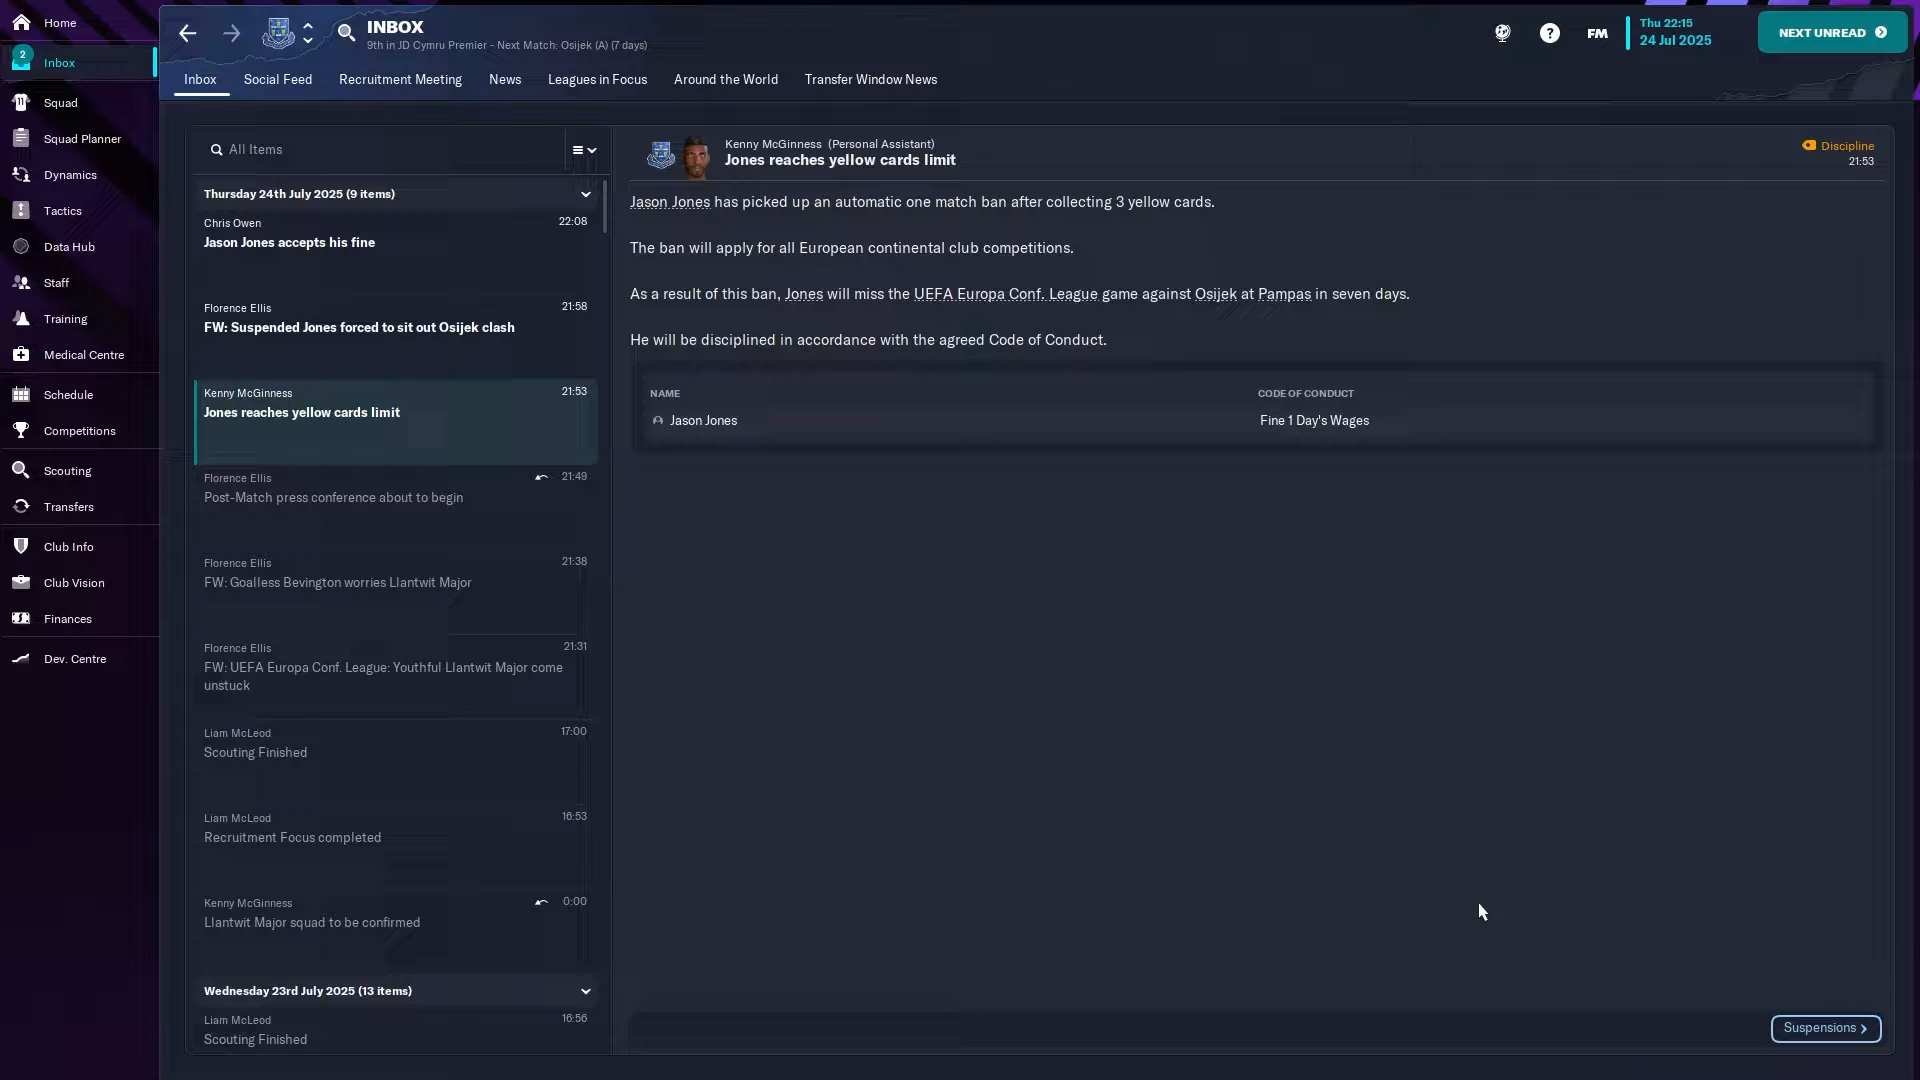 Home
2
Inbox
Squad
Squad Planner
Dynamics
Tactics
Data Hub
Staff
Training
Medical Centre
Schedule
Competitions
Scouting
Transfers
Club Info
Club Vision
Finances
Dev. Centre
INBOX
9th in JD Cymru Premier - Next Match: Osijek (A) (7 days)
?
FM
Thu 22:15
24 Jul 2025
NEXT UNREAD
Inbox
Social Feed
Recruitment Meeting
News
Leagues in Focus
Around the World
Transfer Window News
All Items
Thursday 24th July 2025 (9 items)
Chris Owen 22:08
Jason Jones accepts his fine
Florence Ellis 21:58
FW: Suspended Jones forced to sit out Osijek clash
Kenny McGinness 21:53
Jones reaches yellow cards limit
Florence Ellis 21:49
Post-Match press conference about to begin
Florence Ellis 21:38
FW: Goalless Bevington worries Llantwit Major
Florence Ellis 21:31
FW: UEFA Europa Conf. League: Youthful Llantwit Major come
unstuck
Liam McLeod 17:00
Scouting Finished
Liam McLeod 16:53
Recruitment Focus completed
Kenny McGinness 0:00
Llantwit Major squad to be confirmed
Wednesday 23rd July 2025 (13 items)
Liam McLeod 16:56
Scouting Finished
Kenny McGinness (Personal Assistant)
Jones reaches yellow cards limit
Discipline
21:53
Jason Jones has picked up an automatic one match ban after collecting 3 yellow cards.
The ban will apply for all European continental club competitions.
As a result of this ban, Jones will miss the UEFA Europa Conf. League game against Osijek at Pampas in seven days.
He will be disciplined in accordance with the agreed Code of Conduct.
NAME CODE OF CONDUCT
Jason Jones Fine 1 Day's Wages
Suspensions